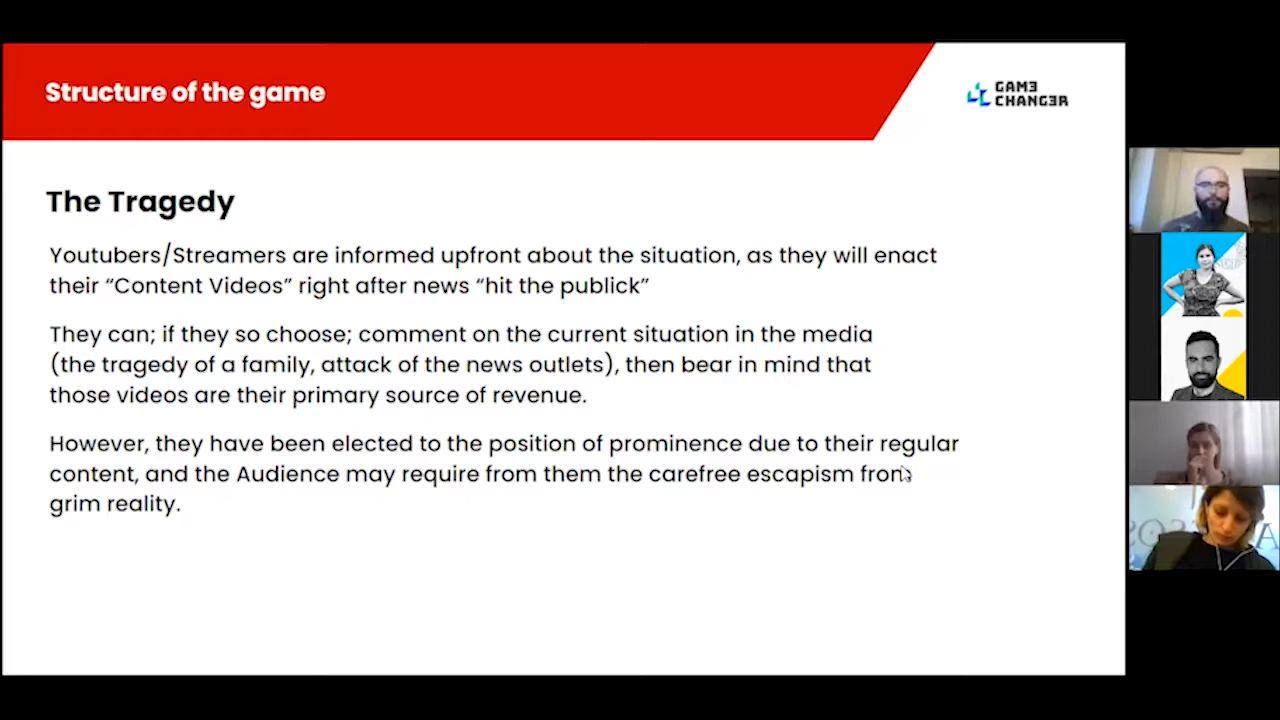 Structure of the game
GAMƎ
CHANGƎR
The Tragedy
Youtubers/Streamers are informed upfront about the situation, as they will enact
their “Content Videos” right after news “hit the publick”
They can; if they so choose; comment on the current situation in the media
(the tragedy of a family, attack of the news outlets), then bear in mind that
those videos are their primary source of revenue.
However, they have been elected to the position of prominence due to their regular
content, and the Audience may require from them the carefree escapism from
grim reality.